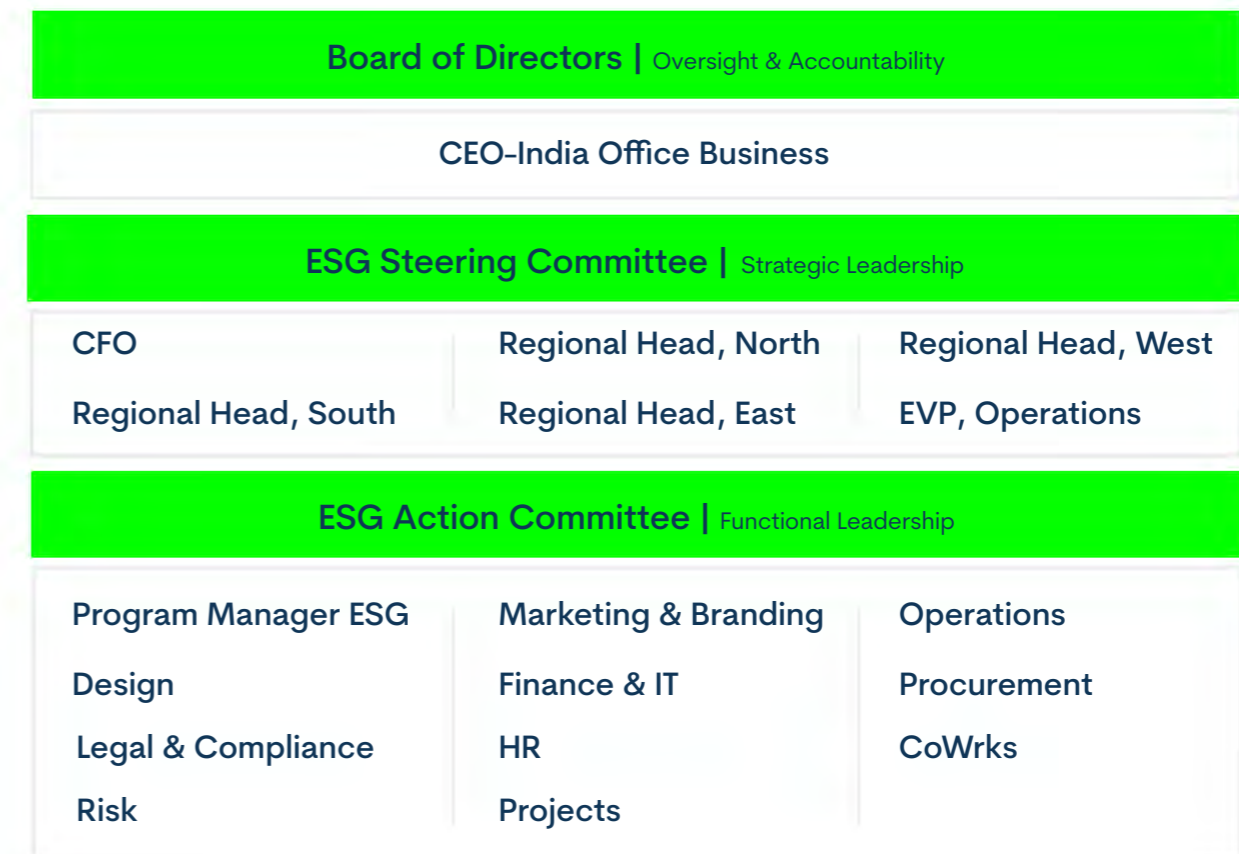 Board of Directors | Oversight & Accountability
CEO-India Office Business
ESG Steering Committee | Strategic Leadership
CFO
Regional Head, North
Regional Head, West
Regional Head, South
Regional Head, East
EVP, Operations
ESG Action Committee | Functional Leadership
Program Manager ESG
Marketing & Branding
Operations
Design
Finance & IT
Procurement
Legal & Compliance
HR
CoWrks
Risk
Projects